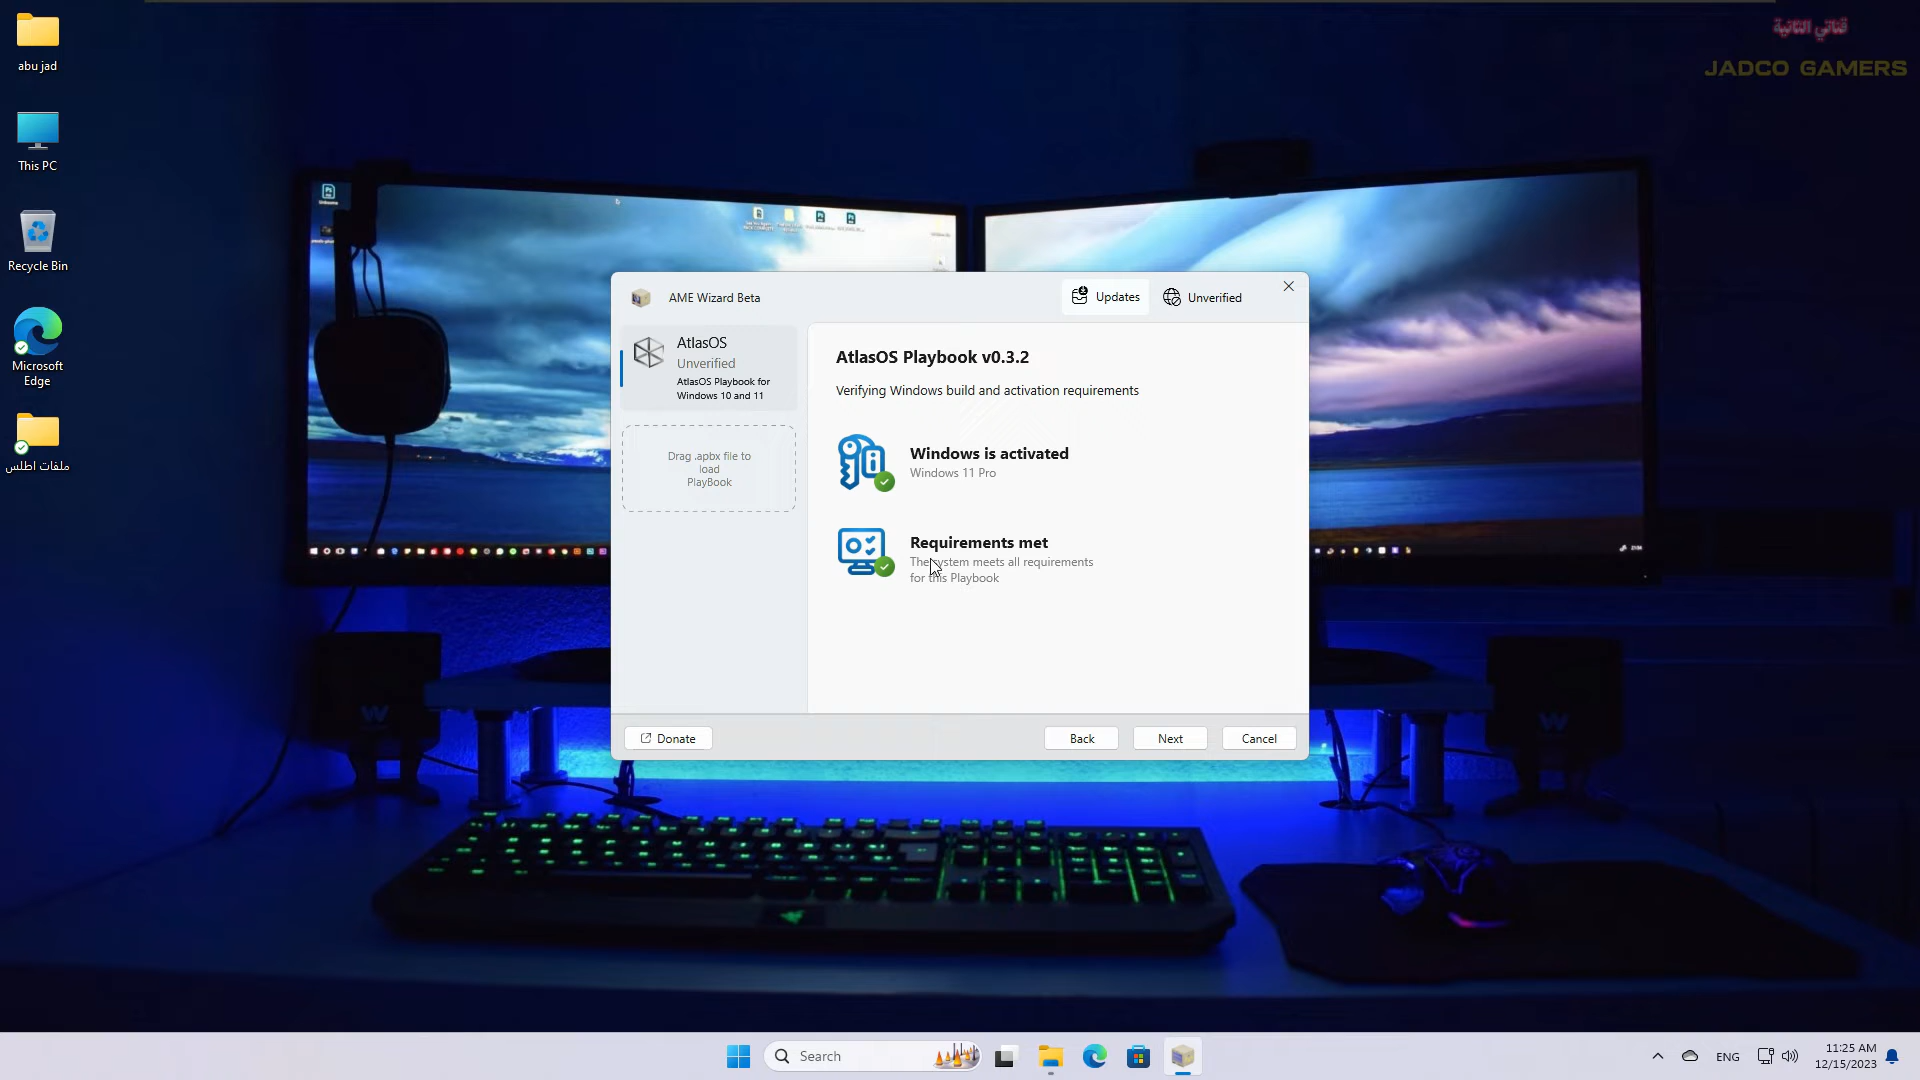 abu jad
This PC
Recycle Bin
Microsoft
Edge
ملفات اطلس
قناتي الثانية
JADCO GAMERS
AME Wizard Beta
Updates
Unverified
AtlasOS
Unverified
AtlasOS Playbook for
Windows 10 and 11
Drag .apbx file to
load
PlayBook
AtlasOS Playbook v0.3.2
Verifying Windows build and activation requirements
Windows is activated
Windows 11 Pro
Requirements met
The system meets all requirements
for this Playbook
Donate
Back
Next
Cancel
Search
ENG
11:25 AM
12/15/2023